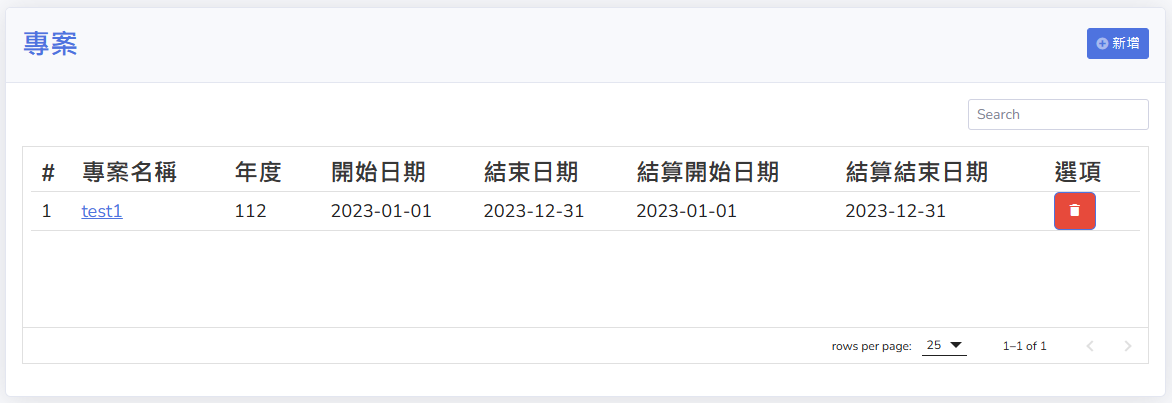 專案
新增
Search
# 專案名稱 年度 開始日期 結束日期 結算開始日期 結算結束日期 選項
1 test1 112 2023-01-01 2023-12-31 2023-01-01 2023-12-31
rows per page: 25 1–1 of 1